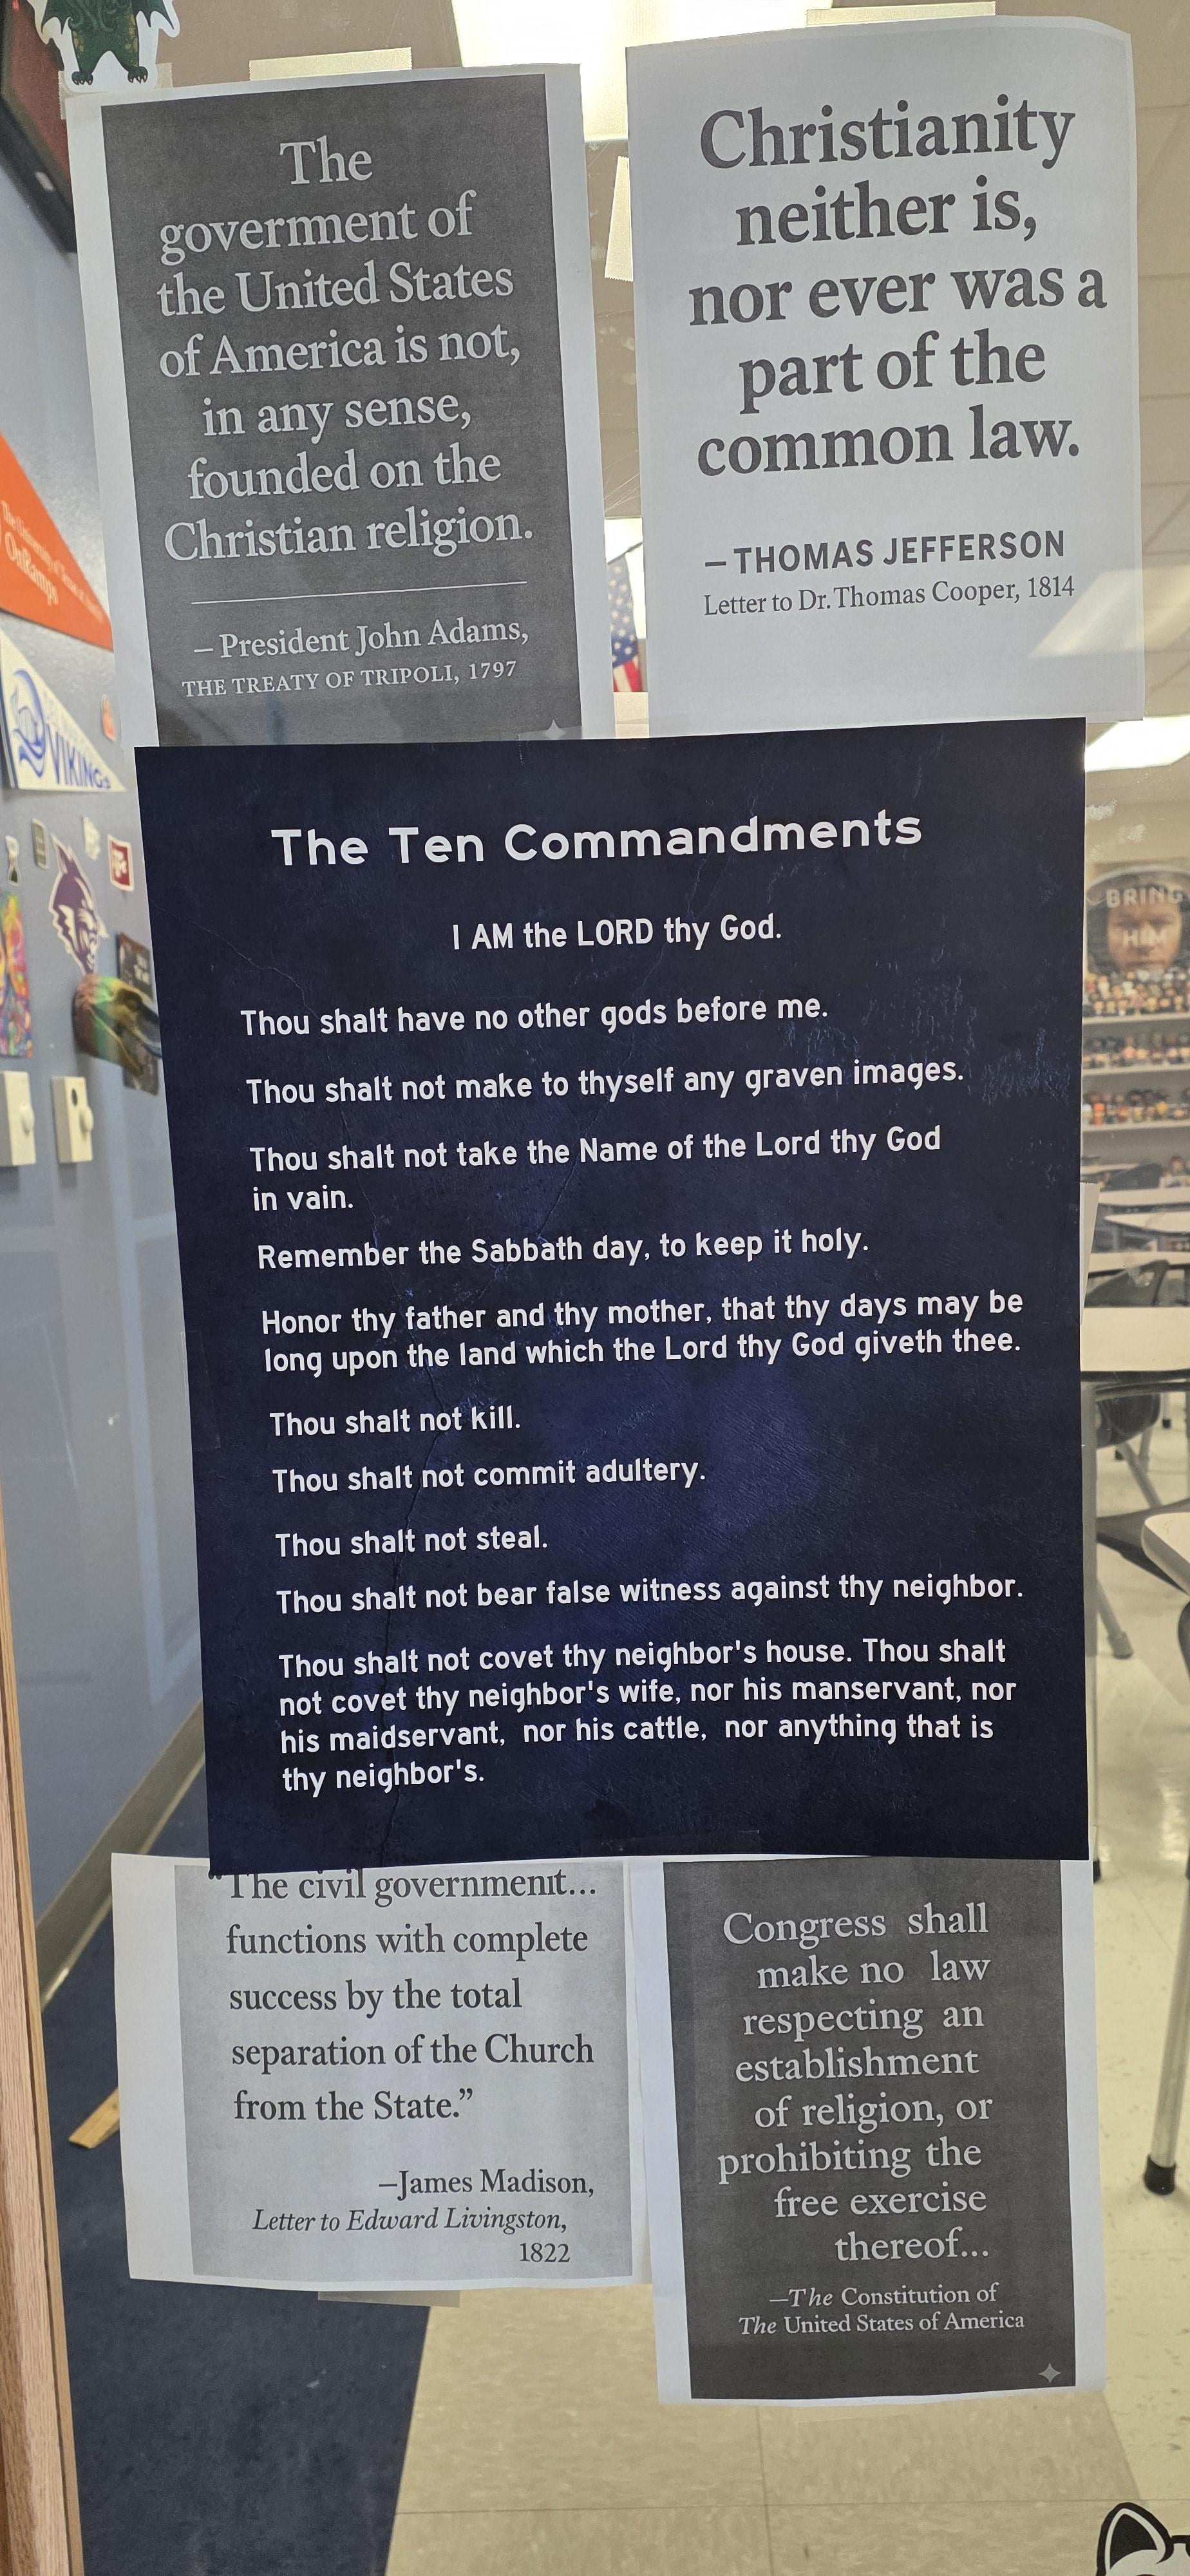 The
goverment of
the United States
of America is not,
in any sense,
founded on the
Christian religion.
– President John Adams,
THE TREATY OF TRIPOLI, 1797
Christianity
neither is,
nor ever was a
part of the
common law.
– THOMAS JEFFERSON
Letter to Dr. Thomas Cooper, 1814
OnRamps
VIKINGS
BRING
HIM
The Ten Commandments
I AM the LORD thy God.
Thou shalt have no other gods before me.
Thou shalt not make to thyself any graven images.
Thou shalt not take the Name of the Lord thy God
in vain.
Remember the Sabbath day, to keep it holy.
Honor thy father and thy mother, that thy days may be
long upon the land which the Lord thy God giveth thee.
Thou shalt not kill.
Thou shalt not commit adultery.
Thou shalt not steal.
Thou shalt not bear false witness against thy neighbor.
Thou shalt not covet thy neighbor's house. Thou shalt
not covet thy neighbor's wife, nor his manservant, nor
his maidservant, nor his cattle, nor anything that is
thy neighbor's.
“The civil governmenıt...
functions with complete
success by the total
separation of the Church
from the State.”
–James Madison,
Letter to Edward Livingston,
1822
Congress shall
make no law
respecting an
establishment
of religion, or
prohibiting the
free exercise
thereof...
—The Constitution of
The United States of America